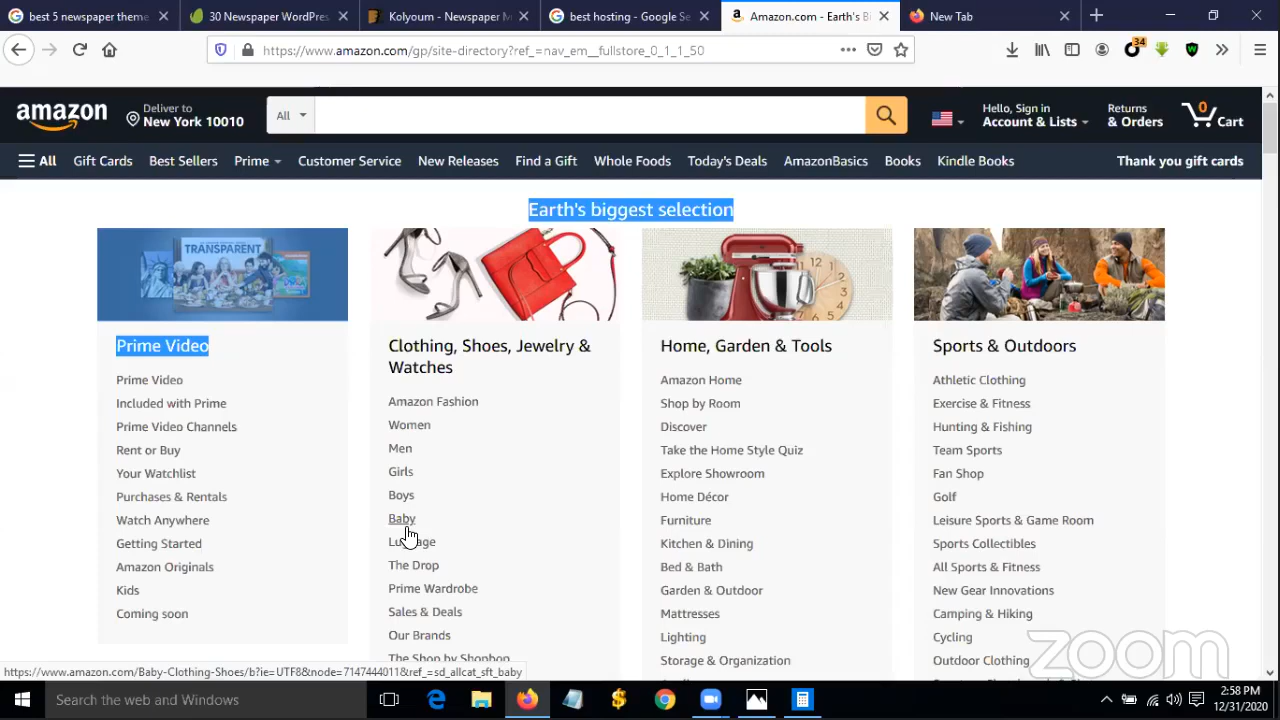 best 5 newspaper theme
30 Newspaper WordPres
Kolyoum - Newspaper M
best hosting - Google Se
Amazon.com - Earth's Bi
New Tab
https://www.amazon.com/gp/site-directory?ref_=nav_em__fullstore_0_1_1_50
34
amazon
Deliver to
New York 10010
All
Hello, Sign in
Account & Lists
Returns
& Orders
0
Cart
All
Gift Cards
Best Sellers
Prime
Customer Service
New Releases
Find a Gift
Whole Foods
Today's Deals
AmazonBasics
Books
Kindle Books
Thank you gift cards
Earth's biggest selection
TRANSPARENT
Prime Video
Prime Video
Included with Prime
Prime Video Channels
Rent or Buy
Your Watchlist
Purchases & Rentals
Watch Anywhere
Getting Started
Amazon Originals
Kids
Coming soon
Clothing, Shoes, Jewelry &
Watches
Amazon Fashion
Women
Men
Girls
Boys
Baby
Luggage
The Drop
Prime Wardrobe
Sales & Deals
Our Brands
The Shop by Shopbop
Home, Garden & Tools
Amazon Home
Shop by Room
Discover
Take the Home Style Quiz
Explore Showroom
Home Décor
Furniture
Kitchen & Dining
Bed & Bath
Garden & Outdoor
Mattresses
Lighting
Storage & Organization
Sports & Outdoors
Athletic Clothing
Exercise & Fitness
Hunting & Fishing
Team Sports
Fan Shop
Golf
Leisure Sports & Game Room
Sports Collectibles
All Sports & Fitness
New Gear Innovations
Camping & Hiking
Cycling
Outdoor Clothing
zoom
https://www.amazon.com/Baby-Clothing-Shoes/b?ie=UTF8&node=7147444011&ref_=sd_allcat_sft_baby
Search the web and Windows
2:58 PM
12/31/2020